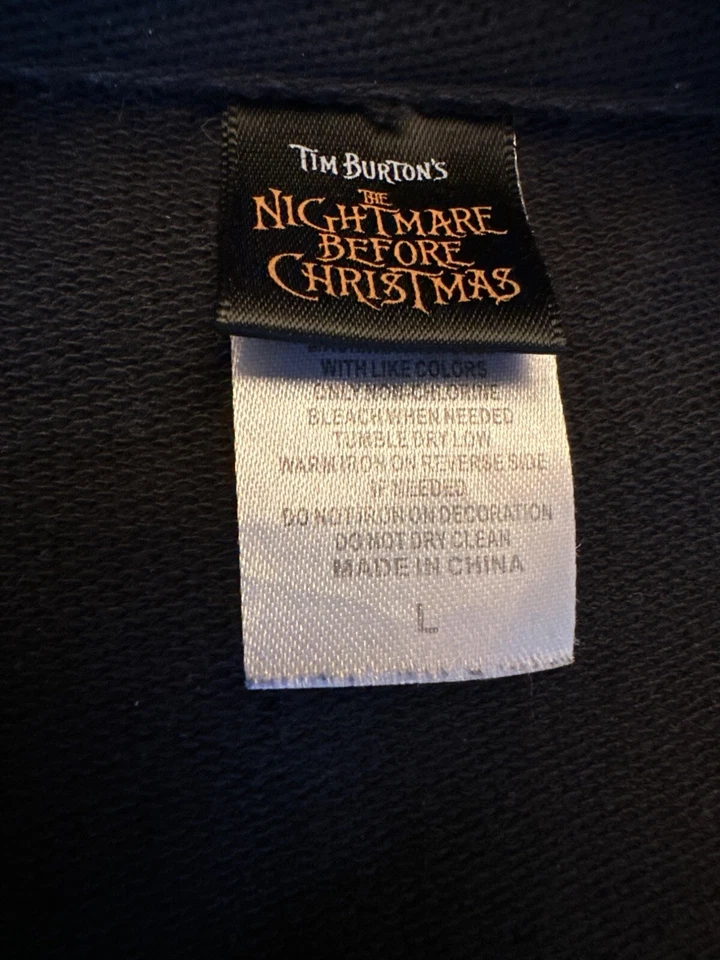 TIM BURTON'S
THE
NIGHTMARE
BEFORE
CHRISTMAS
WITH LIKE COLORS
ONLY NON-CHLORINE
BLEACH WHEN NEEDED
TUMBLE DRY LOW
WARM IRON ON REVERSE SIDE
IF NEEDED
DO NOT IRON ON DECORATION
DO NOT DRY CLEAN
MADE IN CHINA
L